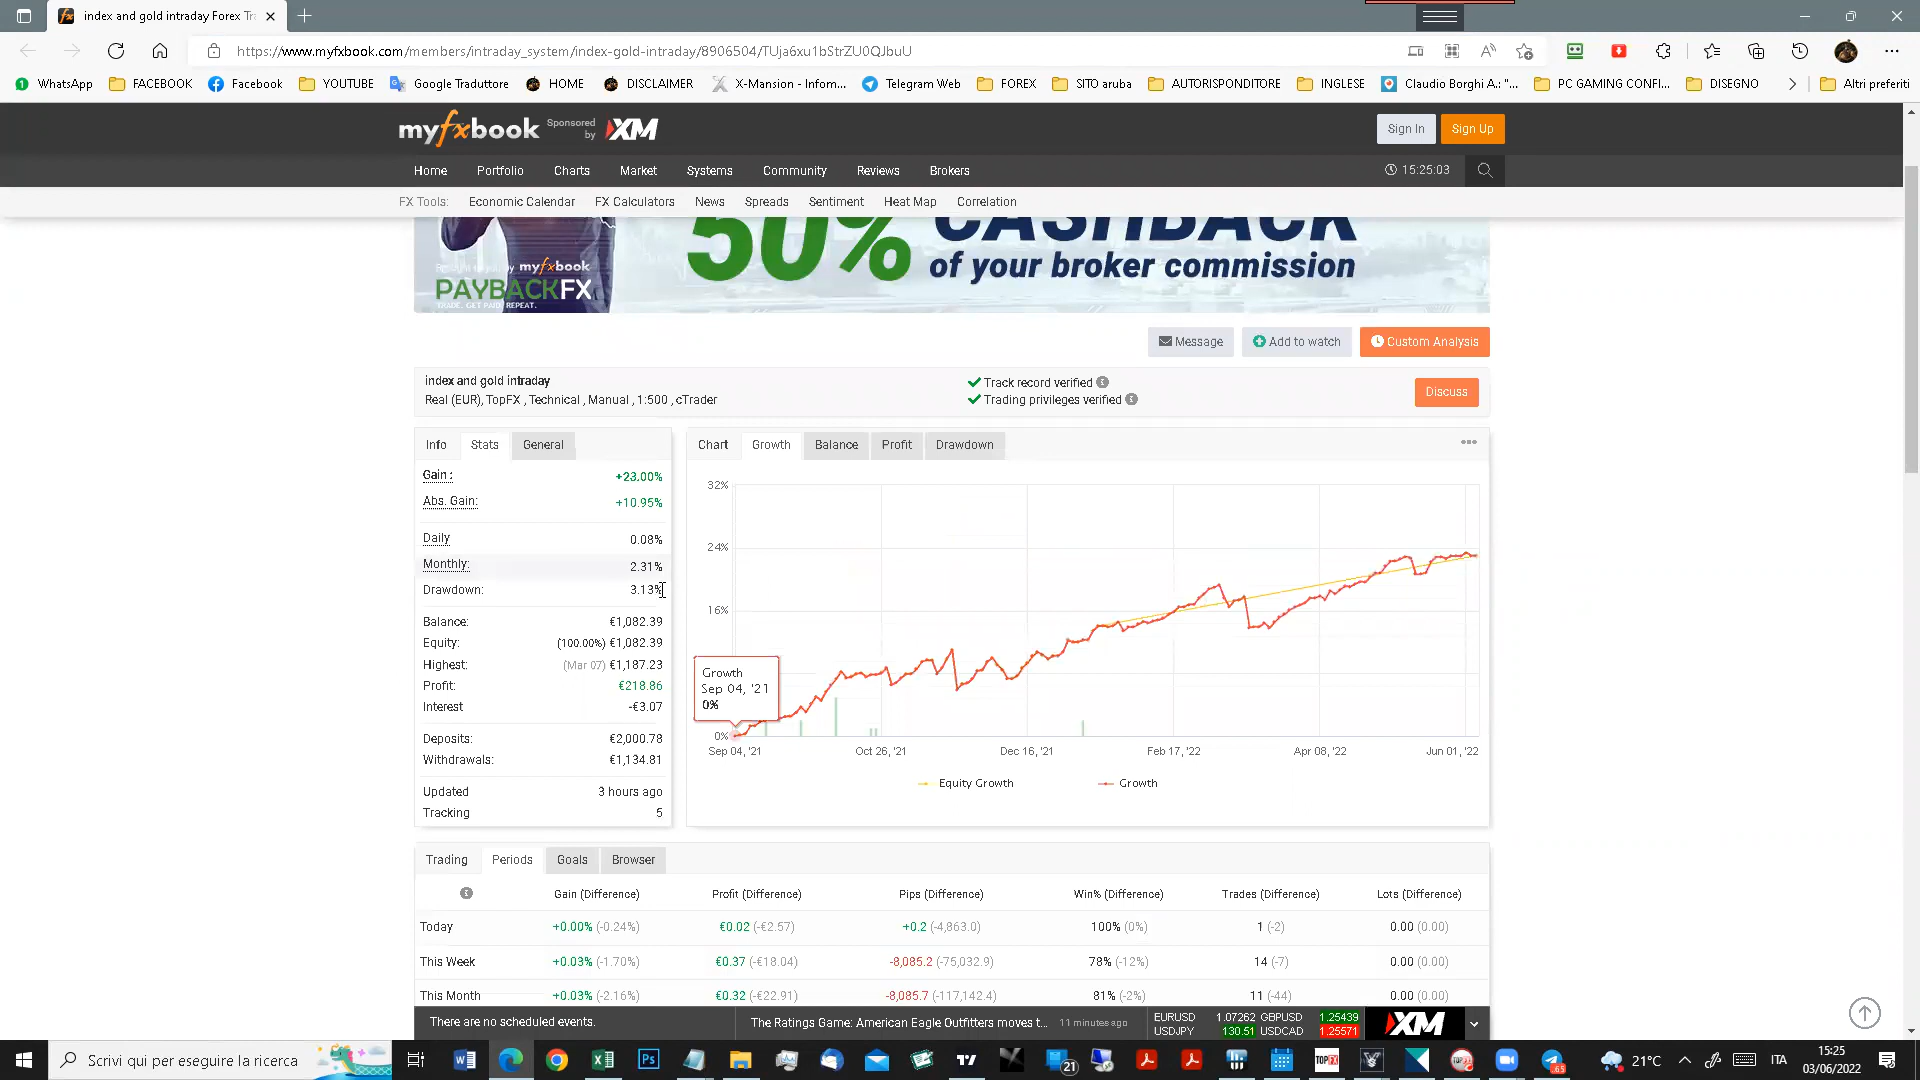 index and gold intraday Forex Tr
https://www.myfxbook.com/members/intraday_system/index-gold-intraday/8906504/TUja6xu1bStrZU0QJbuU
WhatsApp FACEBOOK Facebook YOUTUBE Google Traduttore HOME DISCLAIMER X-Mansion - Inform... Telegram Web FOREX SITO aruba AUTORISPONDITORE INGLESE Claudio Borghi A.: "... PC GAMING CONFI... DISEGNO Altri preferiti
myfxbook Sponsored by XM
Sign In Sign Up
Home Portfolio Charts Market Systems Community Reviews Brokers 15:25:03
FX Tools: Economic Calendar FX Calculators News Spreads Sentiment Heat Map Correlation
50% CASHBACK
of your broker commission
myfxbook
PAYBACKFX
TRADE. GET PAID. REPEAT.
Message Add to watch Custom Analysis
index and gold intraday
Real (EUR), TopFX , Technical , Manual , 1:500 , cTrader
Track record verified
Trading privileges verified
Discuss
Info Stats General
Gain : +23.00%
Abs. Gain: +10.95%
Daily 0.08%
Monthly: 2.31%
Drawdown: 3.13%
Balance: €1,082.39
Equity: (100.00%) €1,082.39
Highest: (Mar 07) €1,187.23
Profit: €218.86
Interest -€3.07
Deposits: €2,000.78
Withdrawals: €1,134.81
Updated 3 hours ago
Tracking 5
Chart Growth Balance Profit Drawdown
32%
24%
16%
0%
Growth
Sep 04, '21
0%
Sep 04, '21 Oct 26, '21 Dec 16, '21 Feb 17, '22 Apr 08, '22 Jun 01, '22
Equity Growth Growth
Trading Periods Goals Browser
Gain (Difference) Profit (Difference) Pips (Difference) Win% (Difference) Trades (Difference) Lots (Difference)
Today +0.00% (-0.24%) €0.02 (-€2.57) +0.2 (-4,863.0) 100% (0%) 1 (-2) 0.00 (0.00)
This Week +0.03% (-1.70%) €0.37 (-€18.04) -8,085.2 (-75,032.9) 78% (-12%) 14 (-7) 0.00 (0.00)
This Month +0.03% (-2.16%) €0.32 (-€22.91) -8,085.7 (-117,142.4) 81% (-2%) 11 (-44) 0.00 (0.00)
There are no scheduled events.
The Ratings Game: American Eagle Outfitters moves t... 11 minutes ago
EURUSD 1.07262 GBPUSD 1.25439
USDJPY 130.51 USDCAD 1.25571
XM
Scrivi qui per eseguire la ricerca
21
21°C
ITA
15:25
03/06/2022